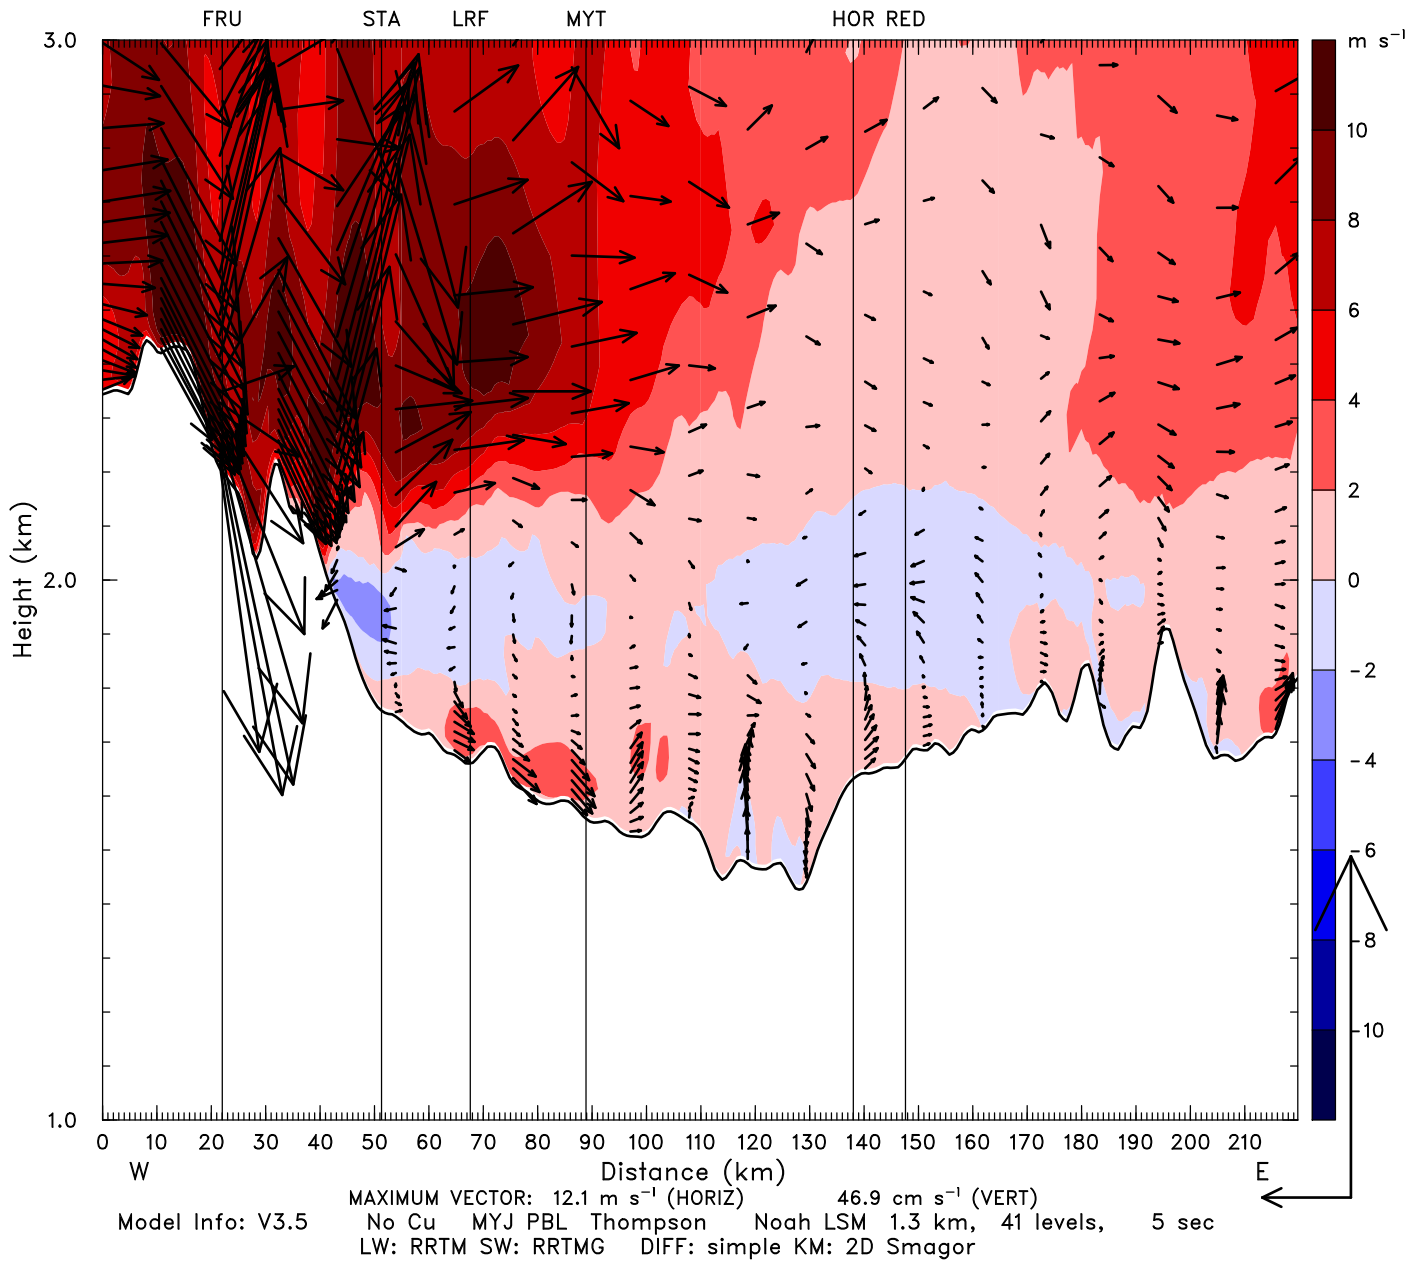 FRU STA LRF MYT HOR RED
3.0
2.0
1.0
Height (km)
m s⁻¹
10
8
6
4
2
0
-2
-4
-6
-8
-10
0 10 20 30 40 50 60 70 80 90 100 110 120 130 140 150 160 170 180 190 200 210
W Distance (km) E
MAXIMUM VECTOR: 12.1 m s⁻¹ (HORIZ) 46.9 cm s⁻¹ (VERT)
Model Info: V3.5 No Cu MYJ PBL Thompson Noah LSM 1.3 km, 41 levels, 5 sec
LW: RRTM SW: RRTMG DIFF: simple KM: 2D Smagor